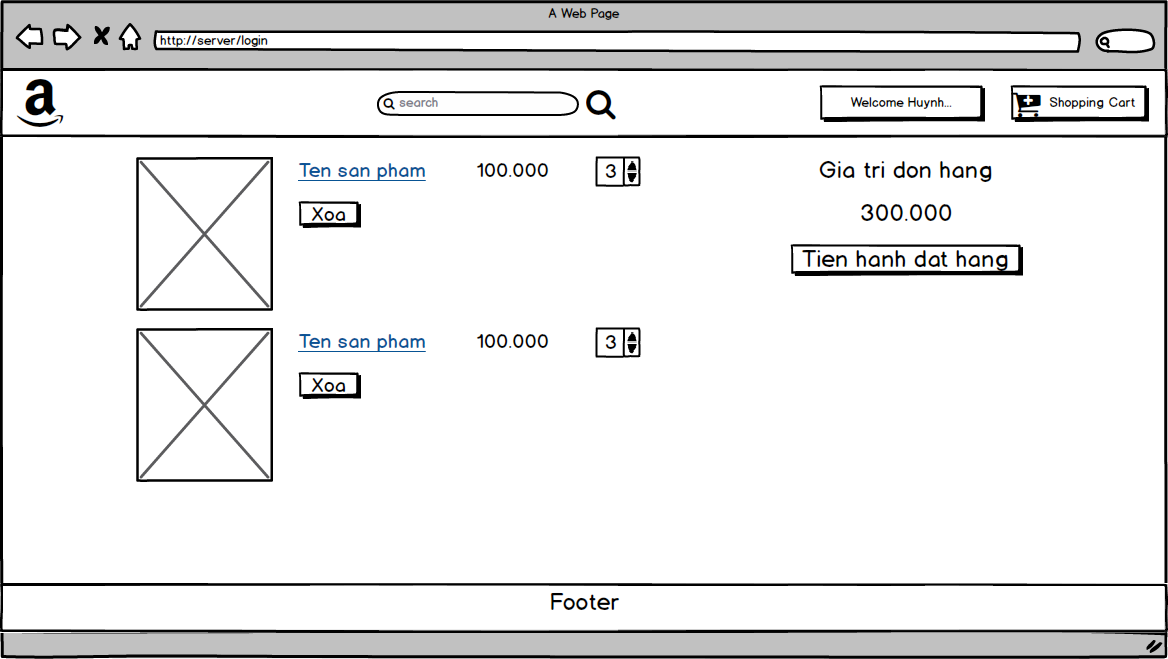 A Web Page
http://server/login
a
search
Welcome Huynh...
Shopping Cart
Ten san pham
100.000
3
Xoa
Ten san pham
100.000
3
Xoa
Gia tri don hang
300.000
Tien hanh dat hang
Footer